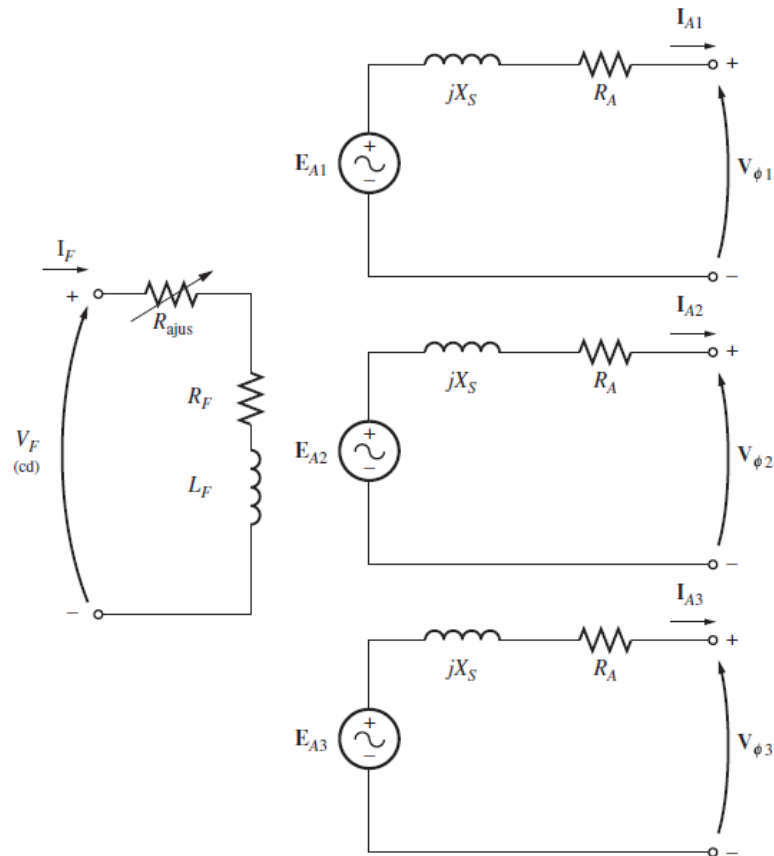 I_A1
jX_S
R_A
+
+
E_A1
−
V_ϕ1
−
I_F
+
R_ajus
R_F
V_F
(cd)
L_F
−
I_A2
jX_S
R_A
+
+
E_A2
−
V_ϕ2
−
I_A3
jX_S
R_A
+
+
E_A3
−
V_ϕ3
−